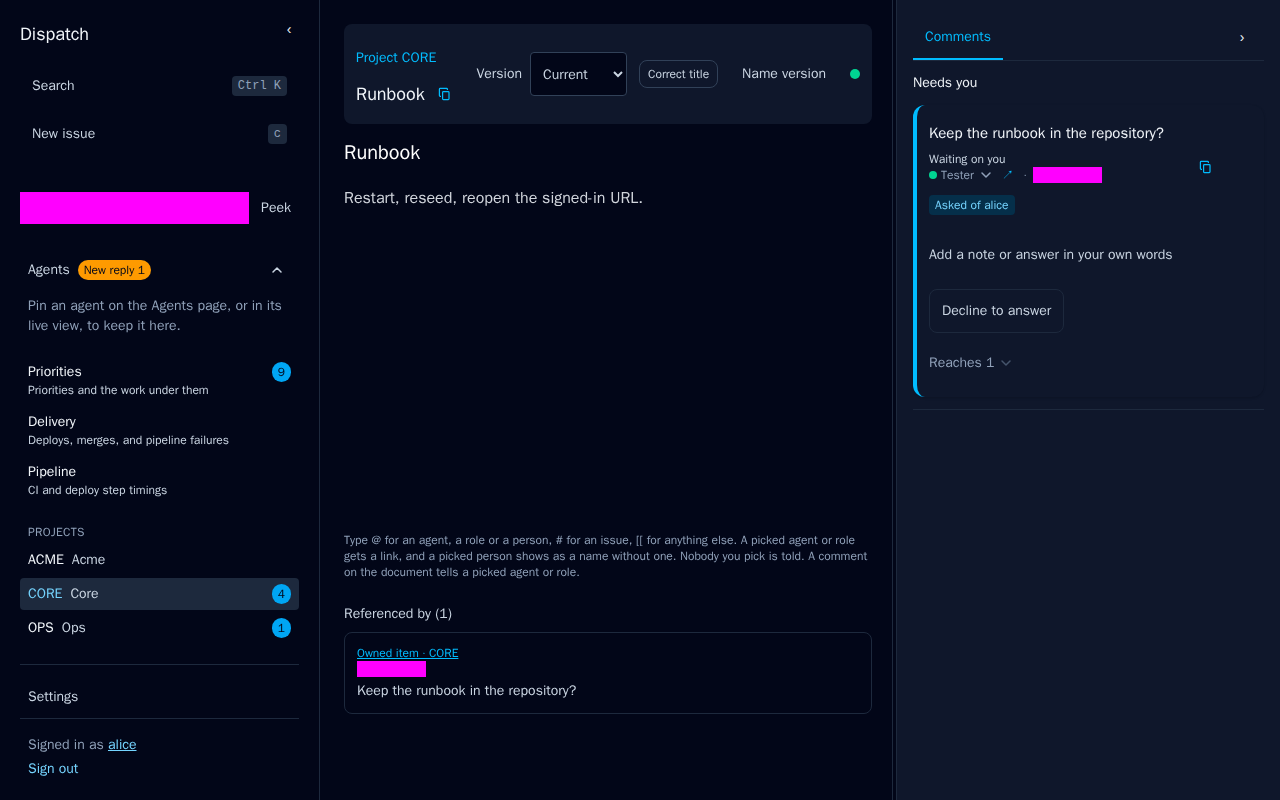 Dispatch
Search
Ctrl K
New issue
C
Peek
Agents
New reply 1
Pin an agent on the Agents page, or in its
live view, to keep it here.
Priorities
9
Priorities and the work under them
Delivery
Deploys, merges, and pipeline failures
Pipeline
CI and deploy step timings
PROJECTS
ACME Acme
CORE Core
4
OPS Ops
1
Settings
Signed in as alice
Sign out
Project CORE
Runbook
Version
Current
Correct title
Name version
Runbook
Restart, reseed, reopen the signed-in URL.
Type @ for an agent, a role or a person, # for an issue, [[ for anything else. A picked agent or role
gets a link, and a picked person shows as a name without one. Nobody you pick is told. A comment
on the document tells a picked agent or role.
Referenced by (1)
Owned item · CORE
Keep the runbook in the repository?
Comments
Needs you
Keep the runbook in the repository?
Waiting on you
Tester
·
Asked of alice
Add a note or answer in your own words
Decline to answer
Reaches 1